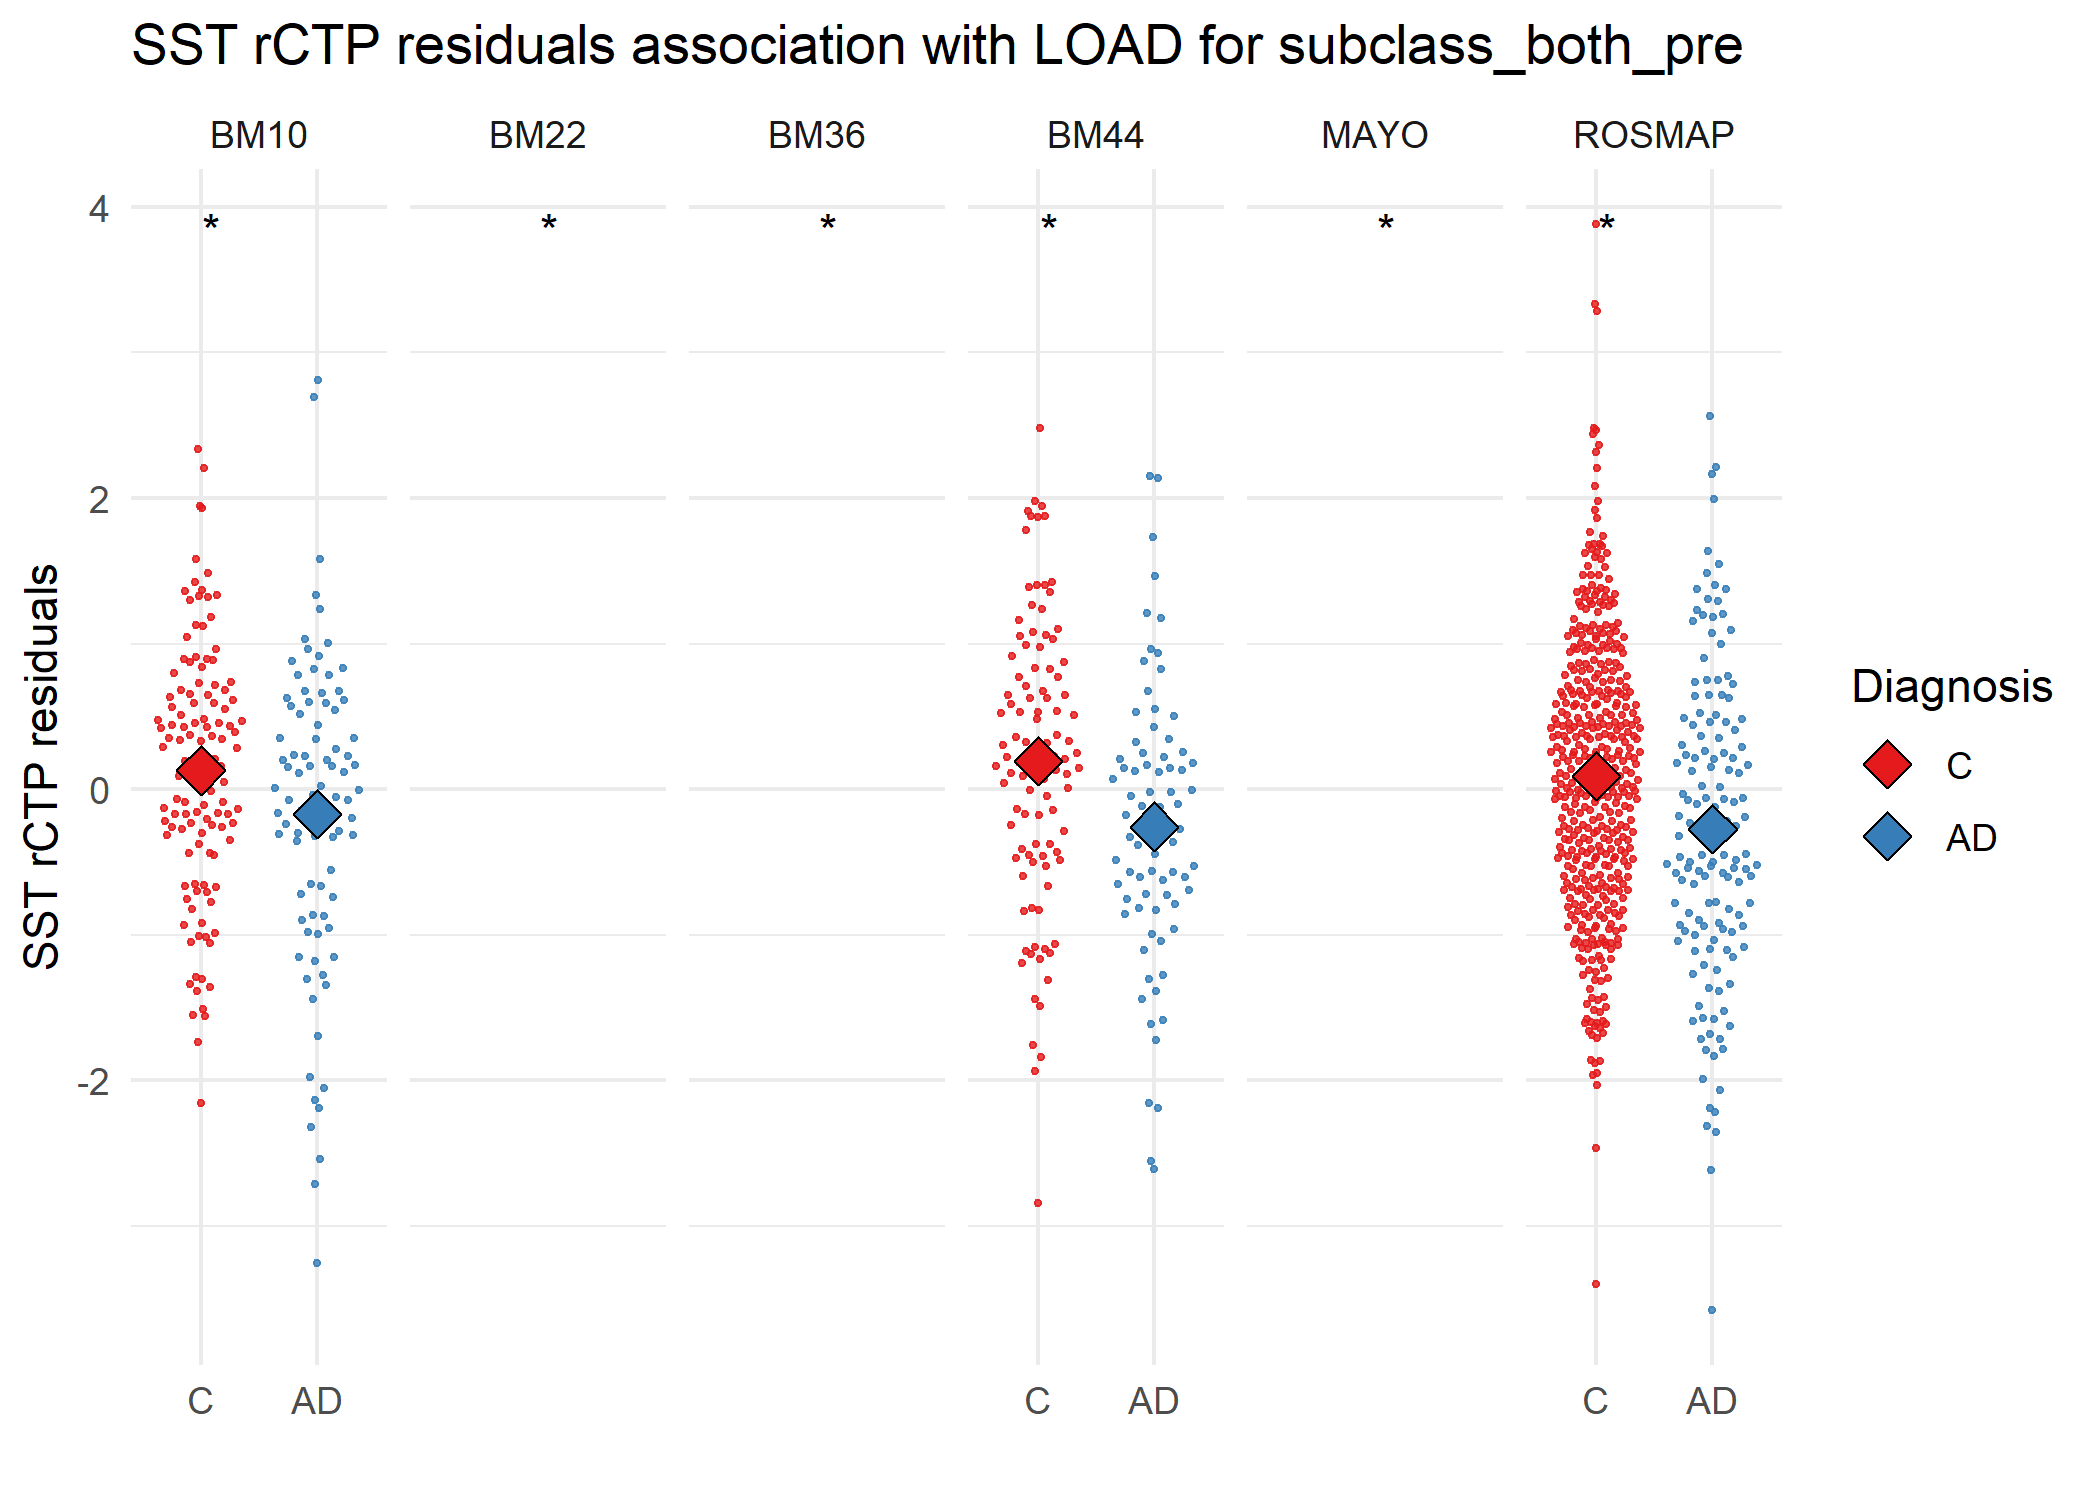 SST rCTP residuals association with LOAD for subclass_both_pre
BM10 BM22 BM36 BM44 MAYO ROSMAP
* * * * * *
4
2
0
-2
SST rCTP residuals
C AD C AD C AD
Diagnosis
C
AD